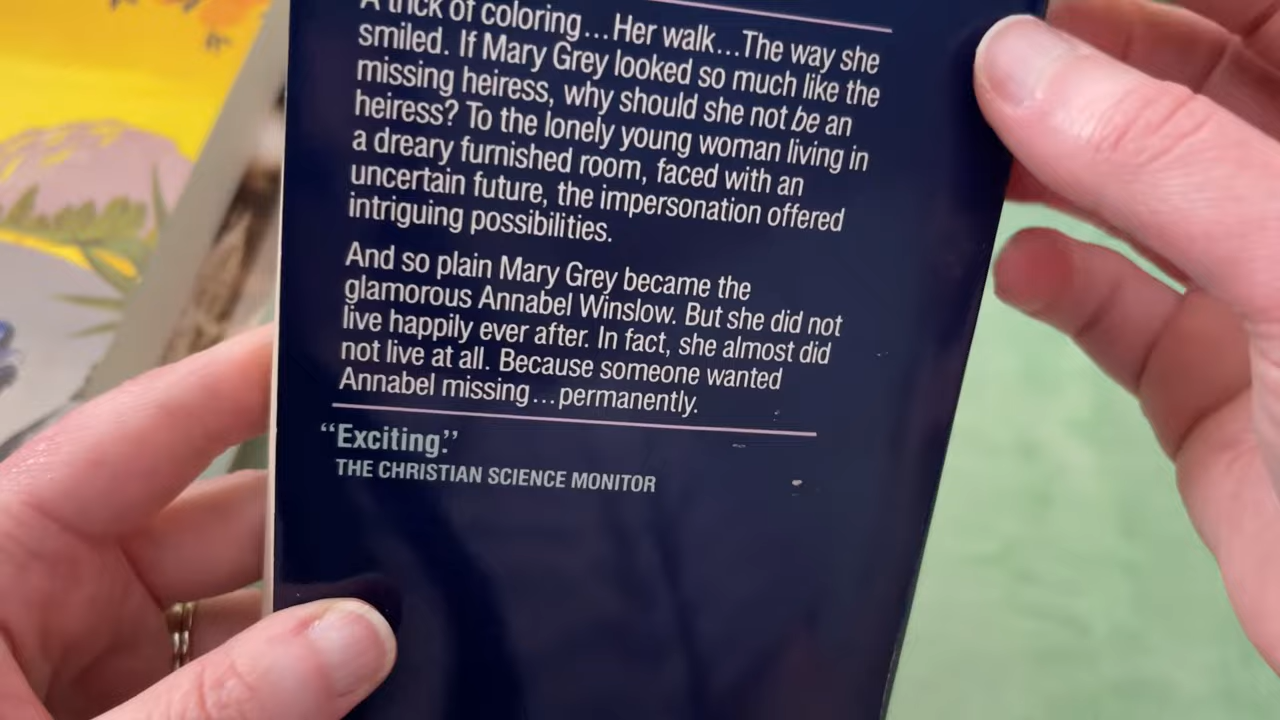 A trick of coloring...Her walk...The way she
smiled. If Mary Grey looked so much like the
missing heiress, why should she not be an
heiress? To the lonely young woman living in
a dreary furnished room, faced with an
uncertain future, the impersonation offered
intriguing possibilities.
And so plain Mary Grey became the
glamorous Annabel Winslow. But she did not
live happily ever after. In fact, she almost did
not live at all. Because someone wanted
Annabel missing...permanently.
“Exciting.”
THE CHRISTIAN SCIENCE MONITOR